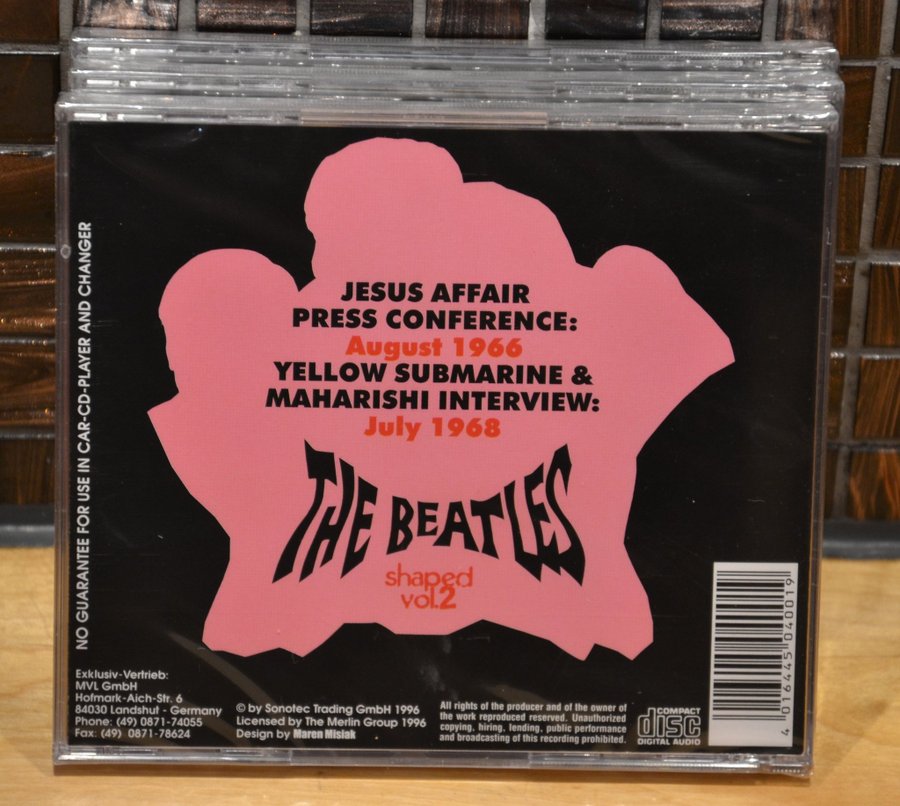 JESUS AFFAIR
PRESS CONFERENCE:
August 1966
YELLOW SUBMARINE &
MAHARISHI INTERVIEW:
July 1968
THE BEATLES
shaped
vol.2
NO GUARANTEE FOR USE IN CAR-CD-PLAYER AND CHANGER
Exklusiv-Vertrieb:
MVL GmbH
Hofmark-Aich-Str. 6
84030 Landshut - Germany
Phone: (49) 0871-74055
Fax: (49) 0871-78624
© by Sonotec Trading GmbH 1996
Licensed by The Merlin Group 1996
Design by Maren Misiak
All rights of the producer and of the owner of
the work reproduced reserved. Unauthorized
copying, hiring, lending, public performance
and broadcasting of this recording prohibited.
COMPACT
disc
DIGITAL AUDIO
4 016445 040019